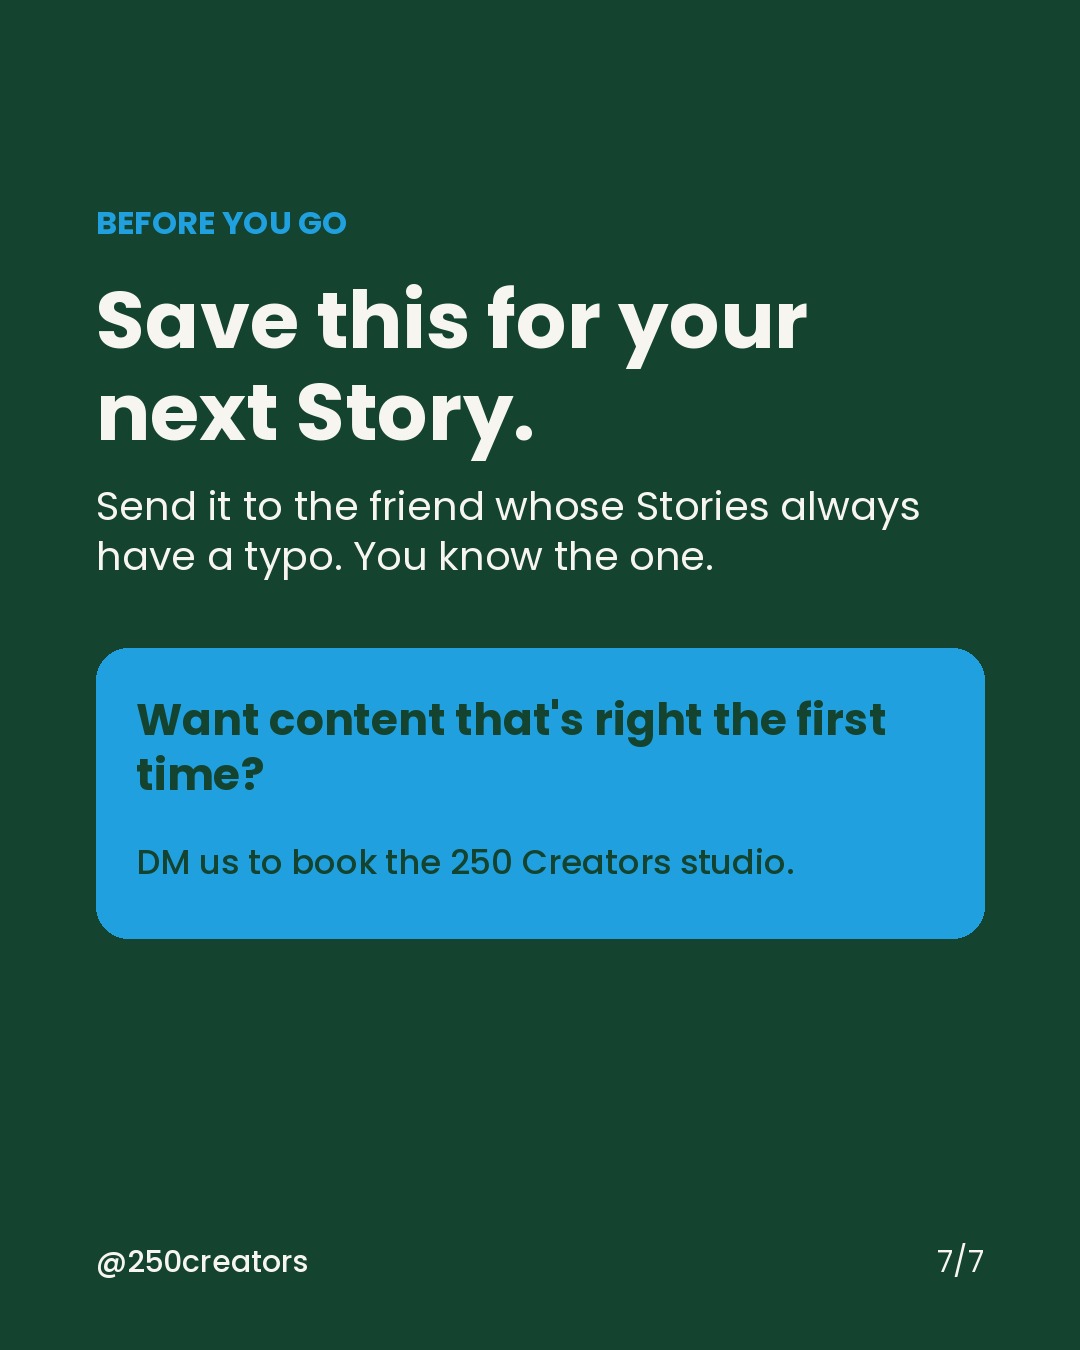 BEFORE YOU GO
Save this for your
next Story.
Send it to the friend whose Stories always
have a typo. You know the one.
Want content that's right the first
time?
DM us to book the 250 Creators studio.
@250creators
7/7